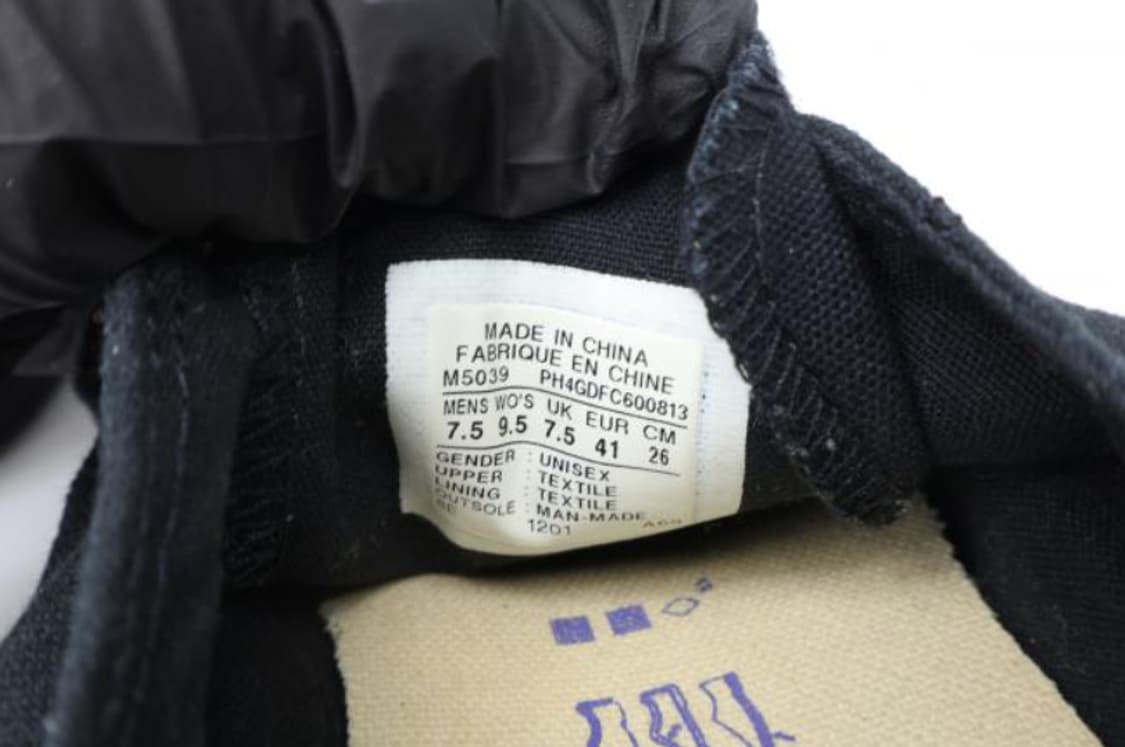 MADE IN CHINA
FABRIQUE EN CHINE
M5039 PH4GDFC600813
MENS WO'S UK EUR CM
7.5 9.5 7.5 41 26
GENDER : UNISEX
UPPER : TEXTILE
LINING : TEXTILE
OUTSOLE : MAN-MADE
1201